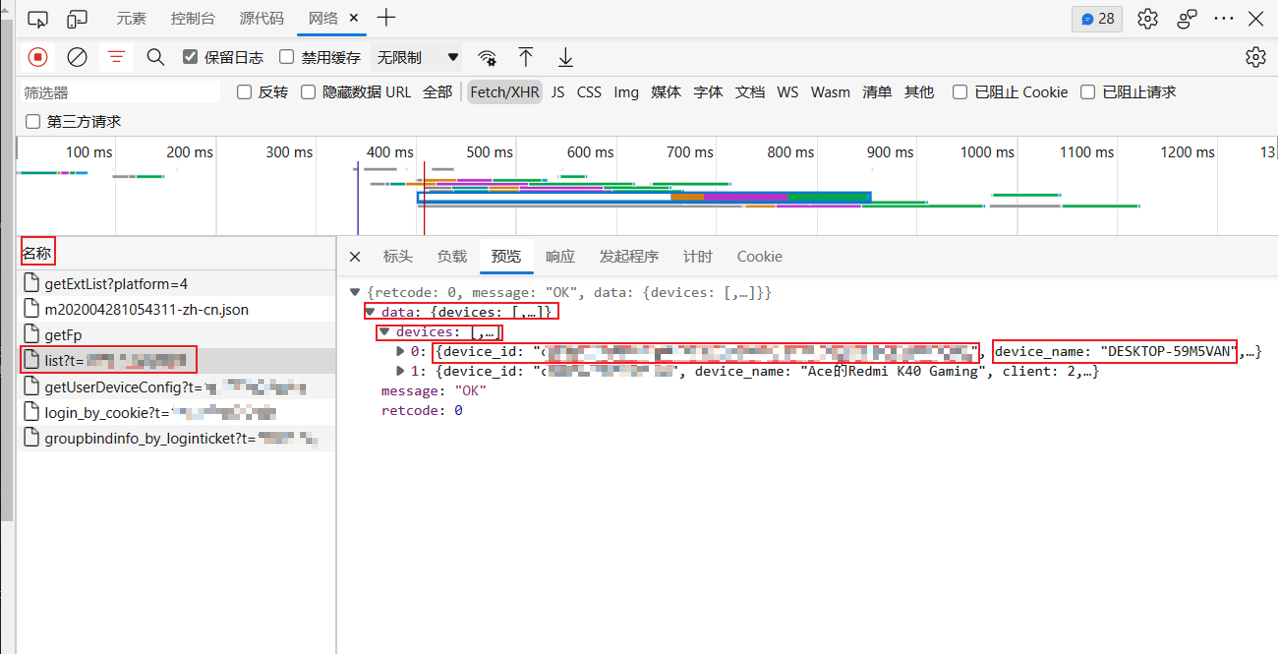 元素 控制台 源代码 网络 28
保留日志 禁用缓存 无限制
筛选器 反转 隐藏数据 URL 全部 Fetch/XHR JS CSS Img 媒体 字体 文档 WS Wasm 清单 其他 已阻止 Cookie 已阻止请求
第三方请求
100 ms 200 ms 300 ms 400 ms 500 ms 600 ms 700 ms 800 ms 900 ms 1000 ms 1100 ms 1200 ms 13
名称
getExtList?platform=4
m202004281054311-zh-cn.json
getFp
list?t=
getUserDeviceConfig?t=
login_by_cookie?t=
groupbindinfo_by_loginticket?t=
标头 负载 预览 响应 发起程序 计时 Cookie
{retcode: 0, message: "OK", data: {devices: [,…]}}
data: {devices: [,…]}
devices: [,…]
0: {device_id: "c", device_name: "DESKTOP-59M5VAN",…}
1: {device_id: "c", device_name: "Ace的Redmi K40 Gaming", client: 2,…}
message: "OK"
retcode: 0